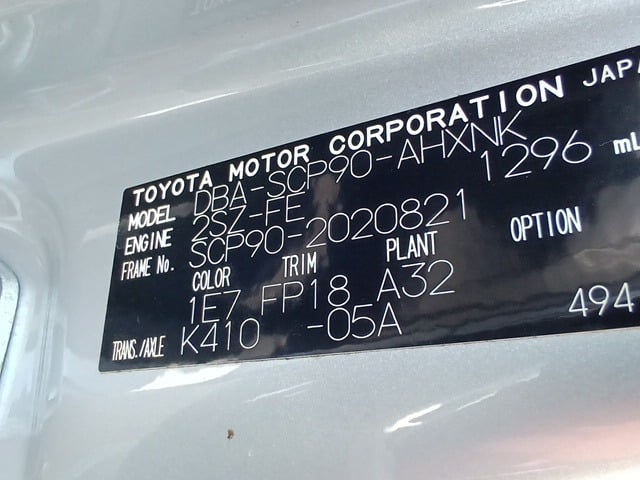 TOYOTA MOTOR CORPORATION JAPA
MODEL DBA-SCP90-AHXNK
ENGINE 2SZ-FE 1296 mL
FRAME No. SCP90-2020821
COLOR TRIM PLANT OPTION
1E7 FP18 A32
TRANS./AXLE K410 -05A 494